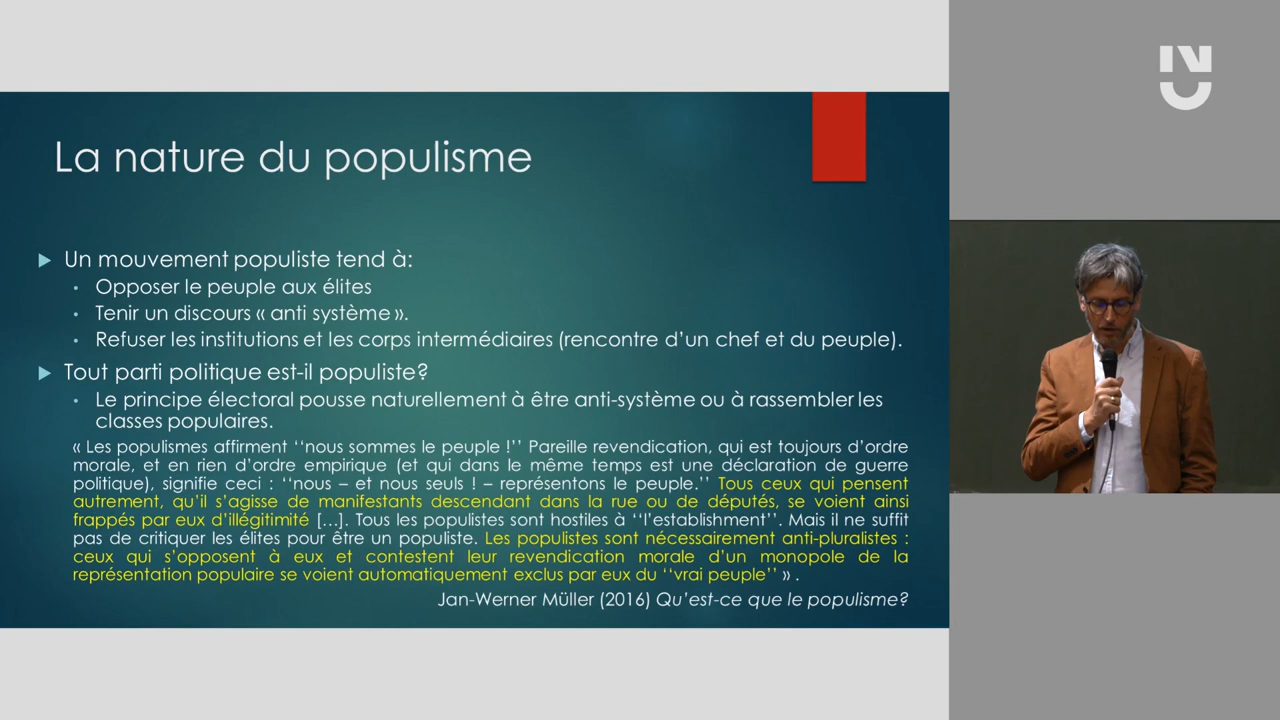 La nature du populisme
Un mouvement populiste tend à:
Opposer le peuple aux élites
Tenir un discours « anti système ».
Refuser les institutions et les corps intermédiaires (rencontre d’un chef et du peuple).
Tout parti politique est-il populiste?
Le principe électoral pousse naturellement à être anti-système ou à rassembler les
classes populaires.
« Les populismes affirment ‘‘nous sommes le peuple !’’ Pareille revendication, qui est toujours d’ordre
morale, et en rien d’ordre empirique (et qui dans le même temps est une déclaration de guerre
politique), signifie ceci : ‘‘nous – et nous seuls ! – représentons le peuple.’’ Tous ceux qui pensent
autrement, qu’il s’agisse de manifestants descendant dans la rue ou de députés, se voient ainsi
frappés par eux d’illégitimité […]. Tous les populistes sont hostiles à ‘‘l’establishment’’. Mais il ne suffit
pas de critiquer les élites pour être un populiste. Les populistes sont nécessairement anti-pluralistes :
ceux qui s’opposent à eux et contestent leur revendication morale d’un monopole de la
représentation populaire se voient automatiquement exclus par eux du ‘‘vrai peuple’’ » .
Jan-Werner Müller (2016) Qu’est-ce que le populisme?